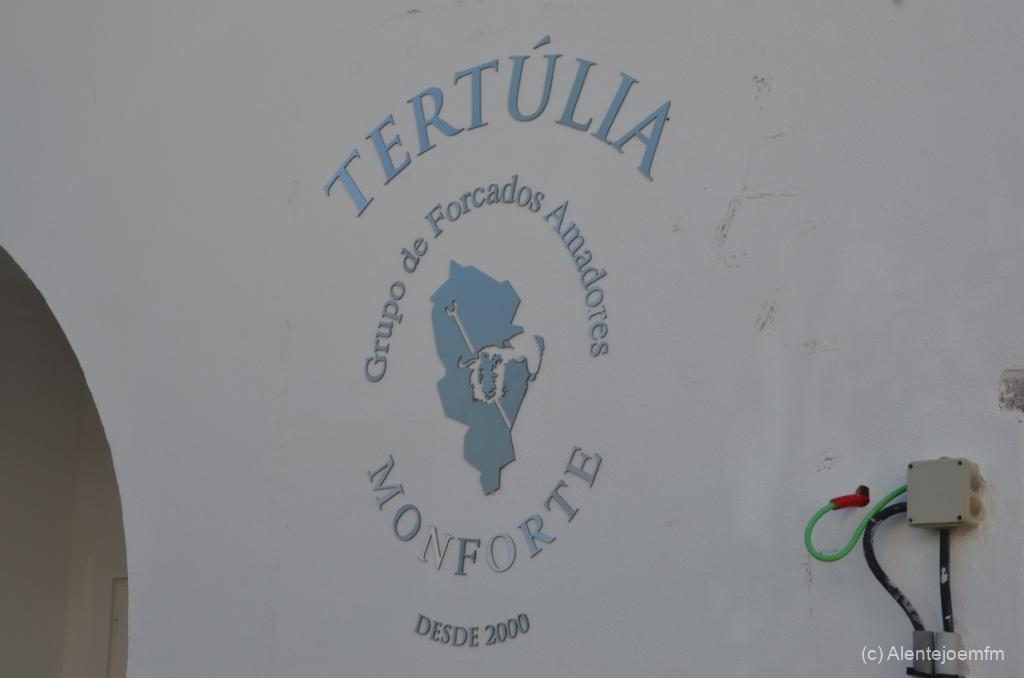 TERTÚLIA
Grupo de Forcados Amadores
MONFORTE
DESDE 2000
(c) Alentejoemfm